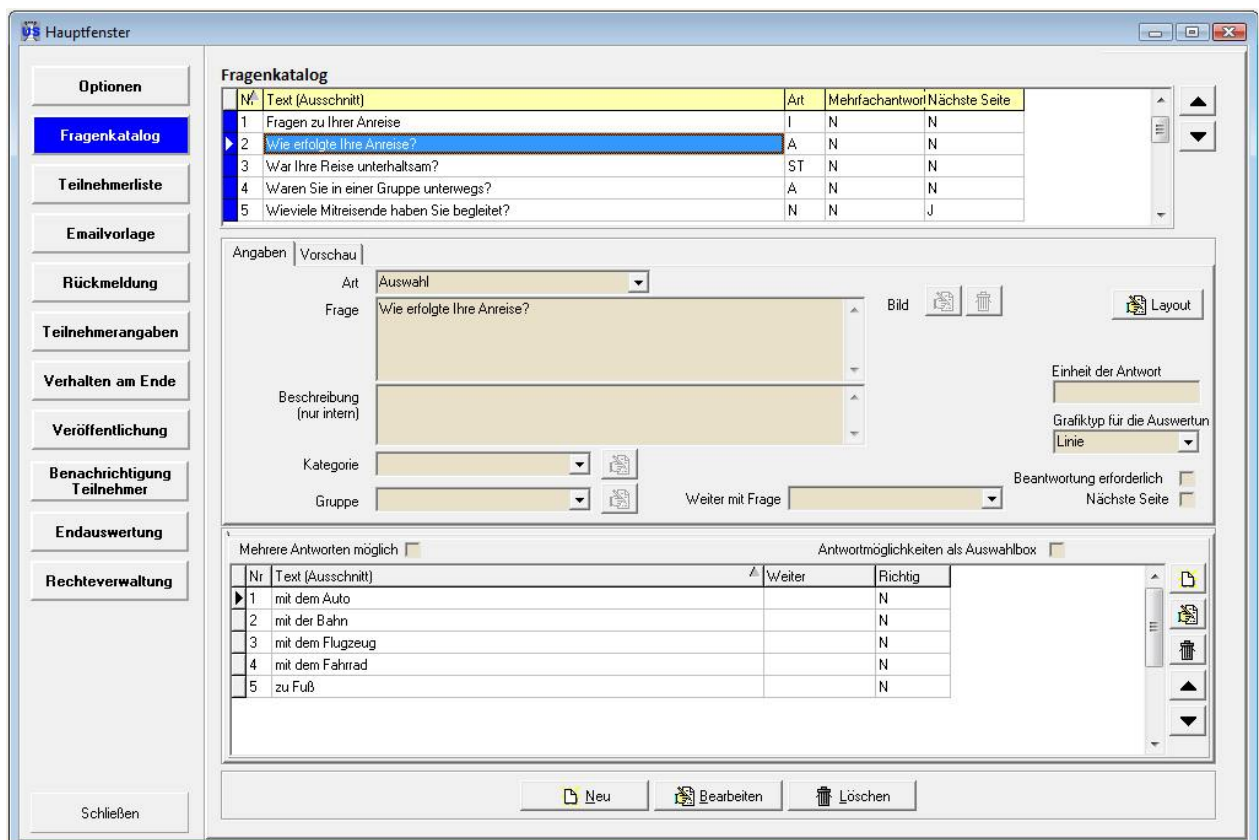 Hauptfenster
Optionen
Fragenkatalog
Teilnehmerliste
Emailvorlage
Rückmeldung
Teilnehmerangaben
Verhalten am Ende
Veröffentlichung
Benachrichtigung
Teilnehmer
Endauswertung
Rechteverwaltung
Schließen
Fragenkatalog
Nr Text (Ausschnitt) Art Mehrfachantwor Nächste Seite
1 Fragen zu Ihrer Anreise I N N
2 Wie erfolgte Ihre Anreise? A N N
3 War Ihre Reise unterhaltsam? ST N N
4 Waren Sie in einer Gruppe unterwegs? A N N
5 Wieviele Mitreisende haben Sie begleitet? N N J
Angaben Vorschau
Art Auswahl
Frage Wie erfolgte Ihre Anreise? Bild Layout
Einheit der Antwort
Beschreibung
(nur intern)
Grafiktyp für die Auswertun
Linie
Kategorie
Beantwortung erforderlich
Gruppe Weiter mit Frage Nächste Seite
Mehrere Antworten möglich Antwortmöglichkeiten als Auswahlbox
Nr Text (Ausschnitt) Weiter Richtig
1 mit dem Auto N
2 mit der Bahn N
3 mit dem Flugzeug N
4 mit dem Fahrrad N
5 zu Fuß N
Neu Bearbeiten Löschen